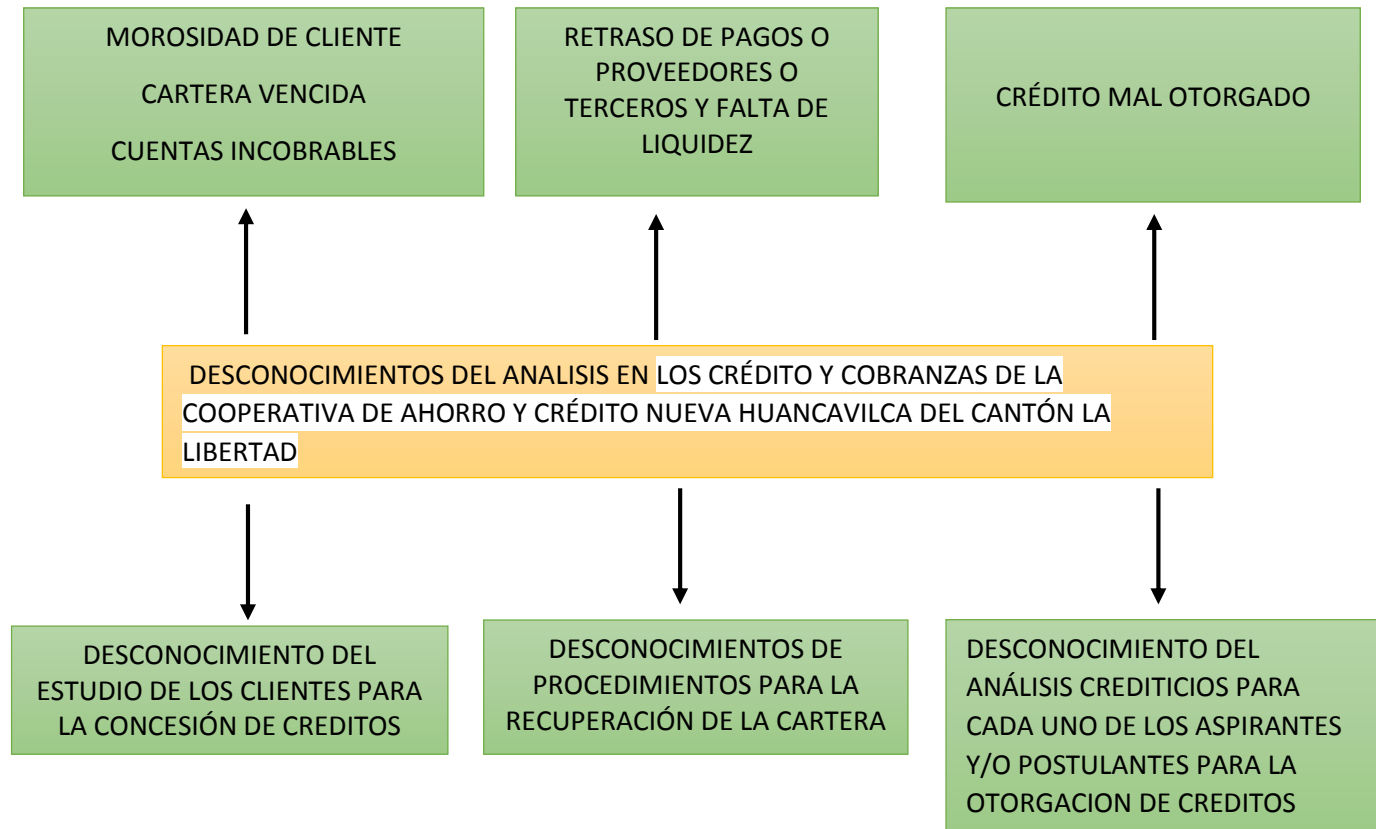 MOROSIDAD DE CLIENTE
CARTERA VENCIDA
CUENTAS INCOBRABLES
RETRASO DE PAGOS O
PROVEEDORES O
TERCEROS Y FALTA DE
LIQUIDEZ
CRÉDITO MAL OTORGADO
DESCONOCIMIENTOS DEL ANALISIS EN LOS CRÉDITO Y COBRANZAS DE LA
COOPERATIVA DE AHORRO Y CRÉDITO NUEVA HUANCAVILCA DEL CANTÓN LA
LIBERTAD
DESCONOCIMIENTO DEL
ESTUDIO DE LOS CLIENTES PARA
LA CONCESIÓN DE CREDITOS
DESCONOCIMIENTOS DE
PROCEDIMIENTOS PARA LA
RECUPERACIÓN DE LA CARTERA
DESCONOCIMIENTO DEL
ANÁLISIS CREDITICIOS PARA
CADA UNO DE LOS ASPIRANTES
Y/O POSTULANTES PARA LA
OTORGACION DE CREDITOS